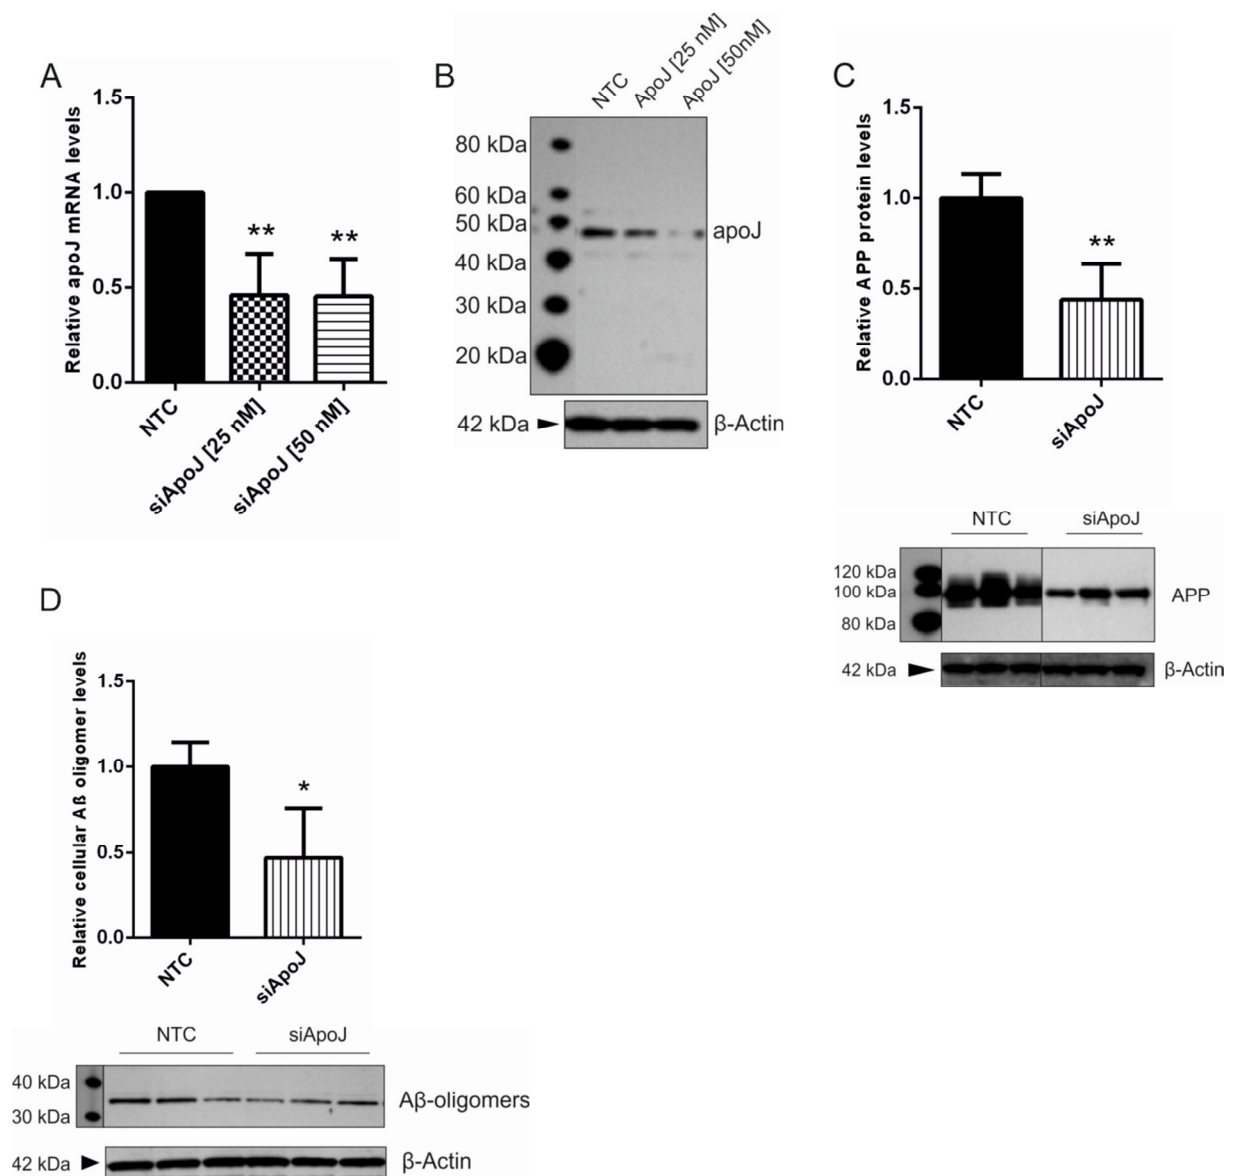 A
Relative apoJ mRNA levels
1.5
1.0
0.5
0.0
**
**
NTC
siApoJ [25 nM]
siApoJ [50 nM]
B
NTC
ApoJ [25 nM]
ApoJ [50nM]
80 kDa
60 kDa
50 kDa
40 kDa
30 kDa
20 kDa
apoJ
42 kDa
β-Actin
C
Relative APP protein levels
1.5
1.0
0.5
0.0
**
NTC
siApoJ
NTC
siApoJ
120 kDa
100 kDa
80 kDa
APP
42 kDa
β-Actin
D
Relative cellular Aß oligomer levels
1.5
1.0
0.5
0.0
*
NTC
siApoJ
NTC
siApoJ
40 kDa
30 kDa
Aβ-oligomers
42 kDa
β-Actin